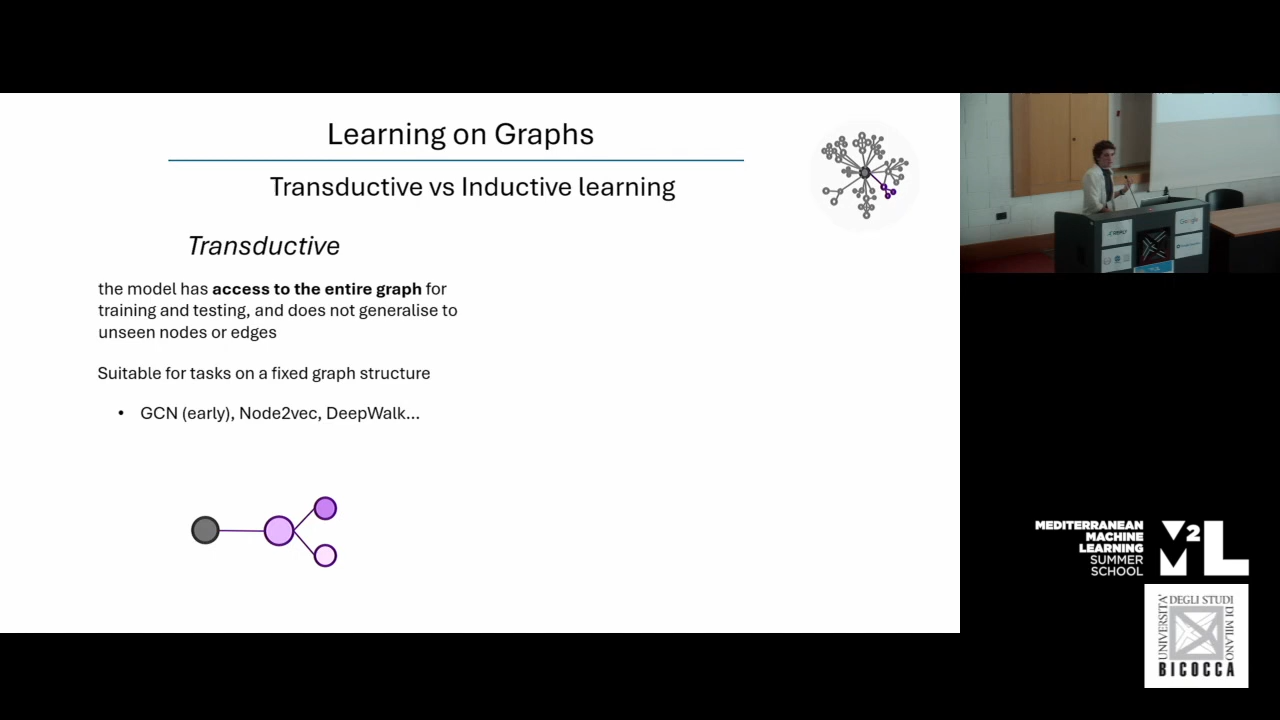 Learning on Graphs
Transductive vs Inductive learning
Transductive
the model has access to the entire graph for
training and testing, and does not generalise to
unseen nodes or edges
Suitable for tasks on a fixed graph structure
• GCN (early), Node2vec, DeepWalk...
Google
MEDITERRANEAN
MACHINE
LEARNING
SUMMER
SCHOOL
M2L
UNIVERSITÀ
DEGLI STUDI
DI MILANO
BICOCCA